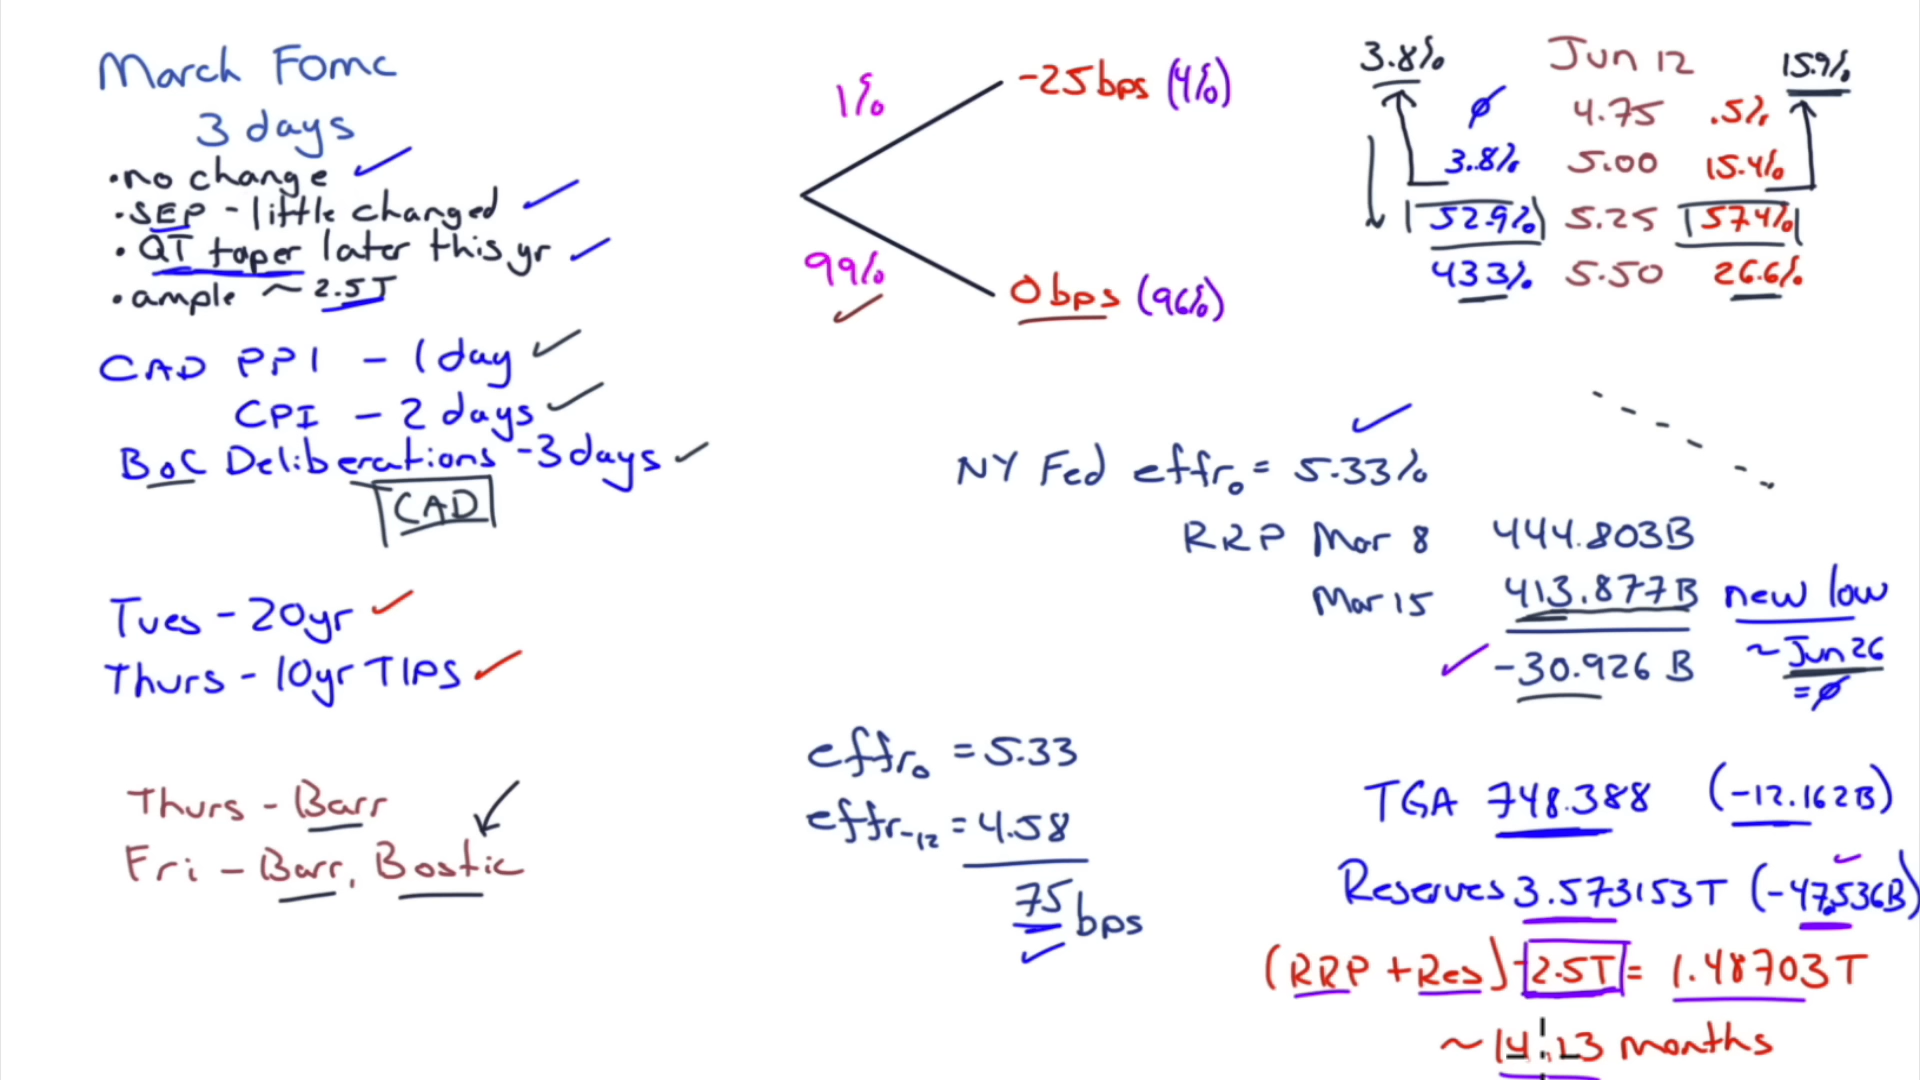 March Fomc
3 days
• no change
• SEP - little changed
• QT taper later this yr
• ample ~ 2.5T
CAD PPI - 1 day
CPI - 2 days
BoC Deliberations - 3 days
CAD
Tues - 20yr
Thurs - 10yr TIPS
Thurs - Barr
Fri - Barr, Bostic
1% -25 bps (4%)
99% 0 bps (96%)
3.8% Jun 12 15.9%
∅ 4.75 .5%
3.8% 5.00 15.4%
52.9% 5.25 57.4%
43.3% 5.50 26.6%
NY Fed effr₀ = 5.33%
RRP Mar 8 444.803B
Mar 15 413.877B new low
-30.926 B ~Jun 26
= ∅
effr₀ = 5.33
effr₋₁₂ = 4.58
75 bps
TGA 748.388 (-12.162B)
Reserves 3.573153T (-47.536B)
(RRP + Res) - 2.5T = 1.48703T
~ 14.13 months